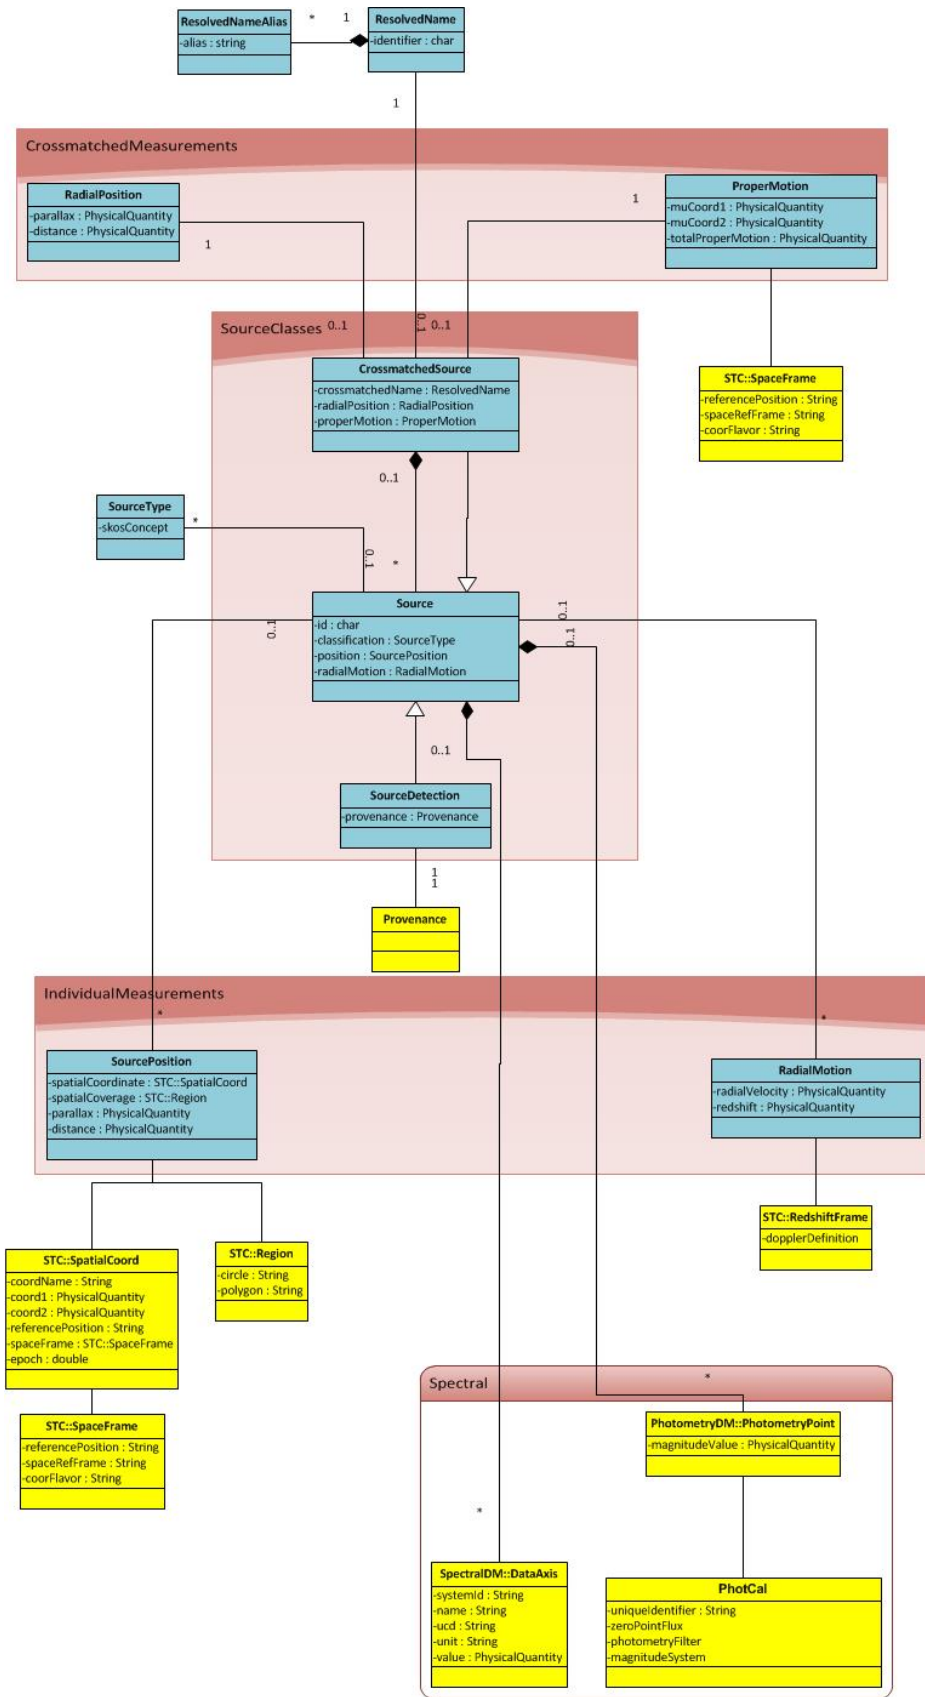 ResolvedNameAlias
-alias : string
*
1
ResolvedName
-identifier : char
1
CrossmatchedMeasurements
RadialPosition
-parallax : PhysicalQuantity
-distance : PhysicalQuantity
1
1
ProperMotion
-muCoord1 : PhysicalQuantity
-muCoord2 : PhysicalQuantity
-totalProperMotion : PhysicalQuantity
SourceClasses
0..1
0..1
0..1
CrossmatchedSource
-crossmatchedName : ResolvedName
-radialPosition : RadialPosition
-properMotion : ProperMotion
STC::SpaceFrame
-referencePosition : String
-spaceRefFrame : String
-coorFlavor : String
0..1
SourceType
-skosConcept
*
0..1
*
Source
-id : char
-classification : SourceType
-position : SourcePosition
-radialMotion : RadialMotion
0..1
0..1
0..1
0..1
SourceDetection
-provenance : Provenance
1
1
Provenance
IndividualMeasurements
*
*
SourcePosition
-spatialCoordinate : STC::SpatialCoord
-spatialCoverage : STC::Region
-parallax : PhysicalQuantity
-distance : PhysicalQuantity
RadialMotion
-radialVelocity : PhysicalQuantity
-redshift : PhysicalQuantity
STC::RedshiftFrame
-dopplerDefinition
STC::SpatialCoord
-coordName : String
-coord1 : PhysicalQuantity
-coord2 : PhysicalQuantity
-referencePosition : String
-spaceFrame : STC::SpaceFrame
-epoch : double
STC::Region
-circle : String
-polygon : String
STC::SpaceFrame
-referencePosition : String
-spaceRefFrame : String
-coorFlavor : String
Spectral
*
PhotometryDM::PhotometryPoint
-magnitudeValue : PhysicalQuantity
*
SpectralDM::DataAxis
-systemId : String
-name : String
-ucd : String
-unit : String
-value : PhysicalQuantity
PhotCal
-uniqueIdentifier : String
-zeroPointFlux
-photometryFilter
-magnitudeSystem